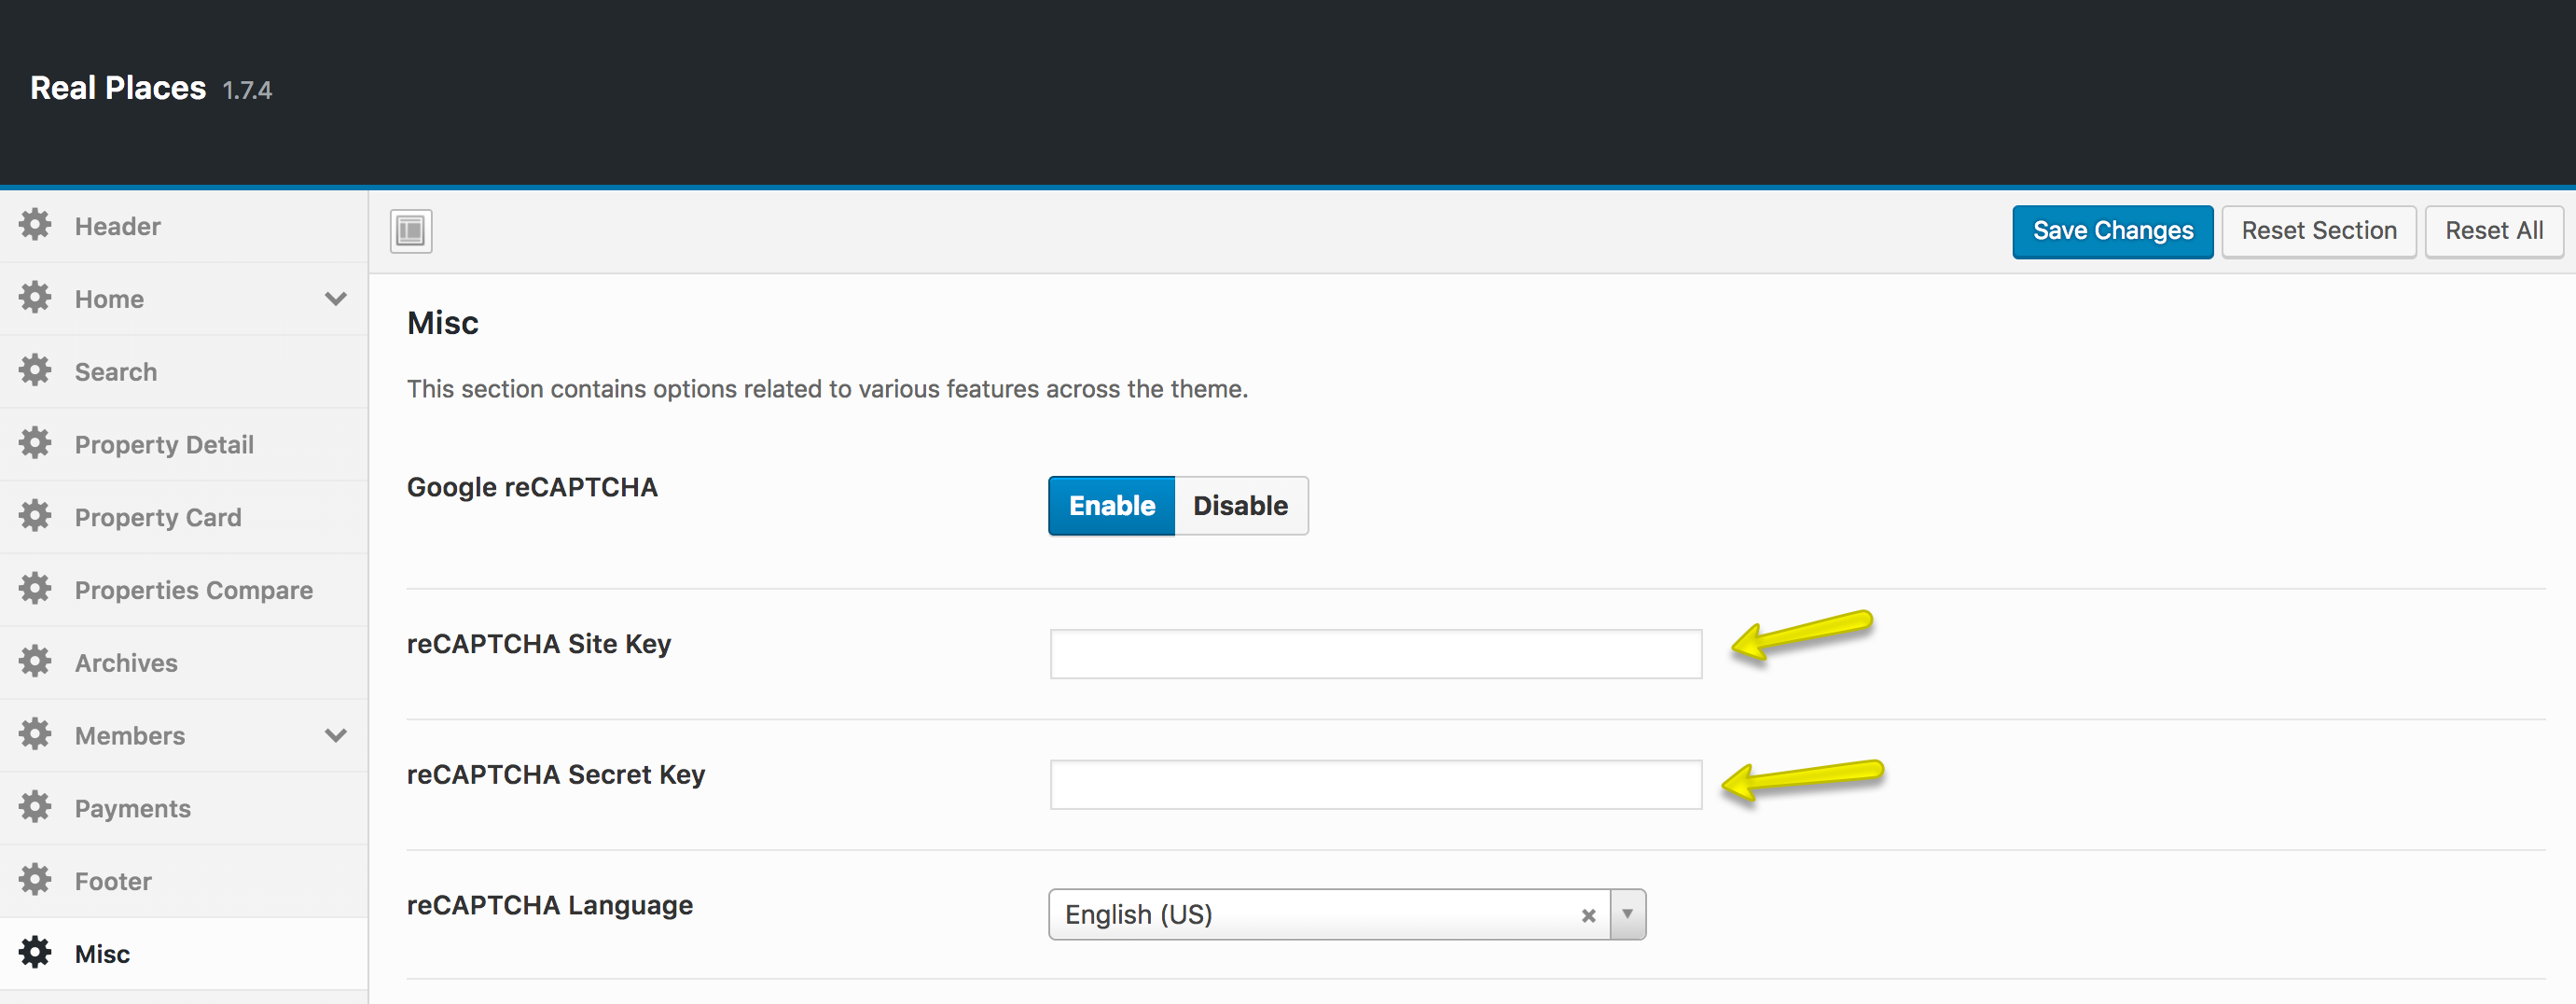 Real Places 1.7.4
Header
Home
Search
Property Detail
Property Card
Properties Compare
Archives
Members
Payments
Footer
Misc
Save Changes
Reset Section
Reset All
Misc
This section contains options related to various features across the theme.
Google reCAPTCHA
Enable
Disable
reCAPTCHA Site Key
reCAPTCHA Secret Key
reCAPTCHA Language
English (US)